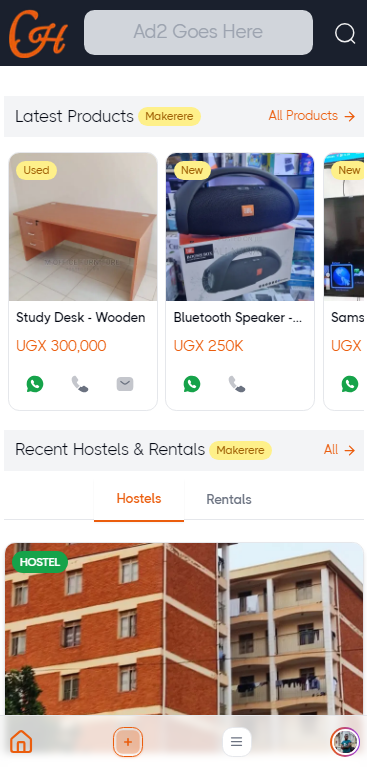 CH
Ad2 Goes Here
Latest Products Makerere All Products →
Used
New
New
JBL
Study Desk - Wooden
Bluetooth Speaker -...
Sams
UGX 300,000
UGX 250K
UGX
Recent Hostels & Rentals Makerere All →
Hostels Rentals
HOSTEL